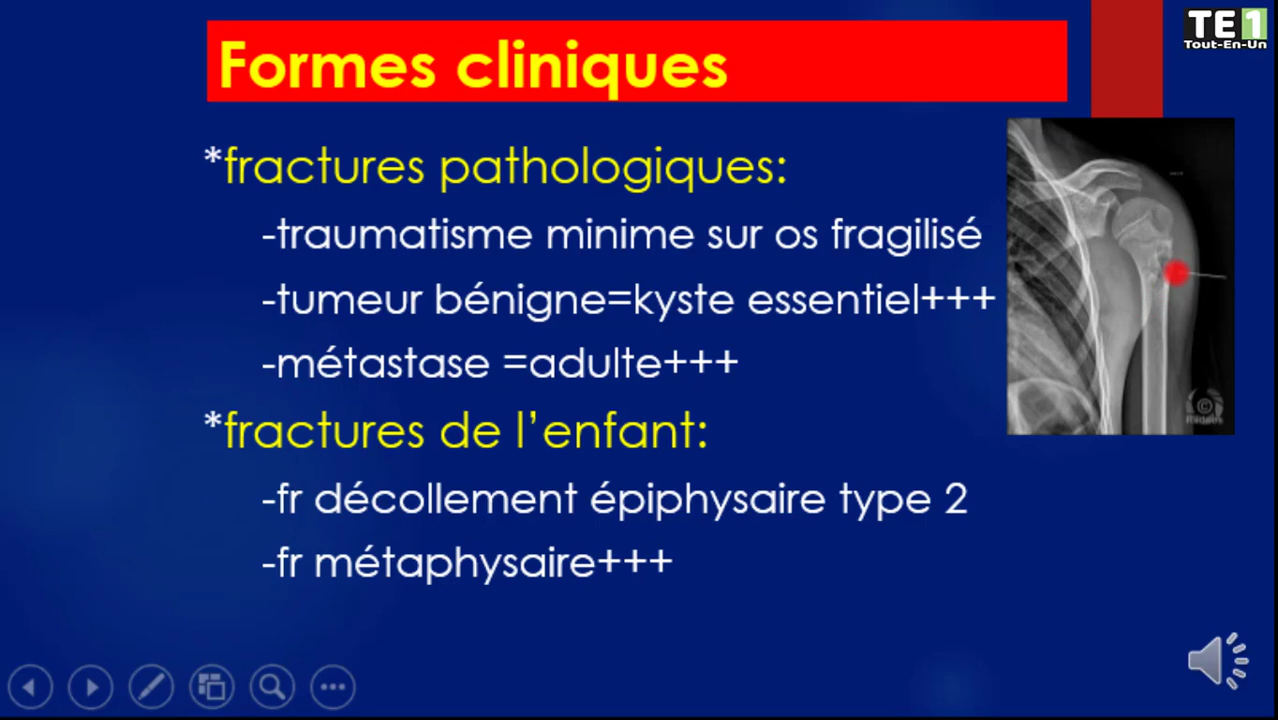 TE1
Tout-En-Un
Formes cliniques
*fractures pathologiques:
-traumatisme minime sur os fragilisé
-tumeur bénigne=kyste essentiel+++
-métastase =adulte+++
*fractures de l’enfant:
-fr décollement épiphysaire type 2
-fr métaphysaire+++